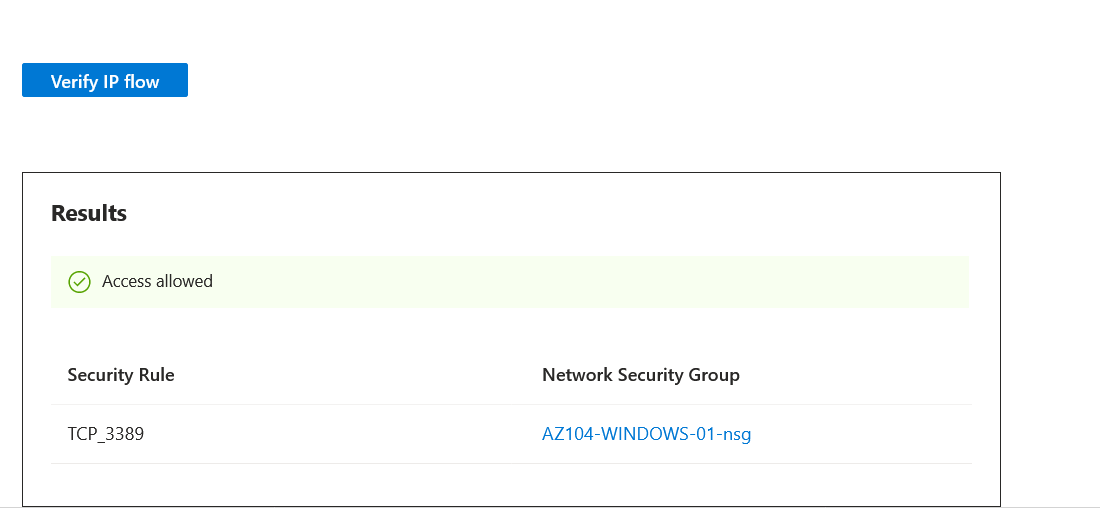 Verify IP flow
Results
Access allowed
Security Rule Network Security Group
TCP_3389 AZ104-WINDOWS-01-nsg